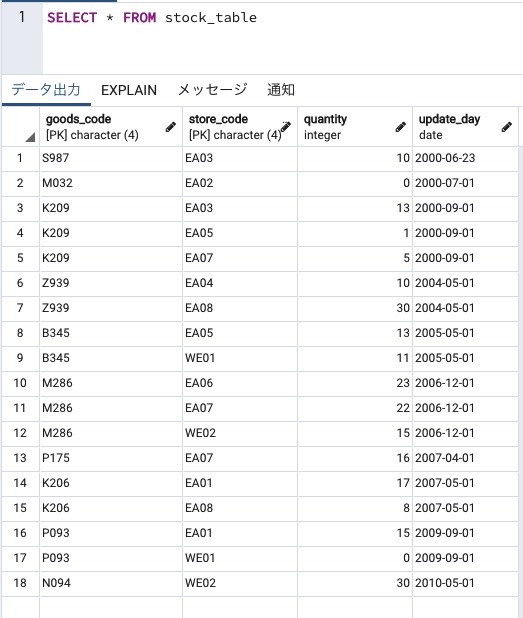 1 SELECT * FROM stock_table
データ出力 EXPLAIN メッセージ 通知
goods_code store_code quantity update_day
[PK] character (4) [PK] character (4) integer date
1 S987 EA03 10 2000-06-23
2 M032 EA02 0 2000-07-01
3 K209 EA03 13 2000-09-01
4 K209 EA05 1 2000-09-01
5 K209 EA07 5 2000-09-01
6 Z939 EA04 10 2004-05-01
7 Z939 EA08 30 2004-05-01
8 B345 EA05 13 2005-05-01
9 B345 WE01 11 2005-05-01
10 M286 EA06 23 2006-12-01
11 M286 EA07 22 2006-12-01
12 M286 WE02 15 2006-12-01
13 P175 EA07 16 2007-04-01
14 K206 EA01 17 2007-05-01
15 K206 EA08 8 2007-05-01
16 P093 EA01 15 2009-09-01
17 P093 WE01 0 2009-09-01
18 N094 WE02 30 2010-05-01